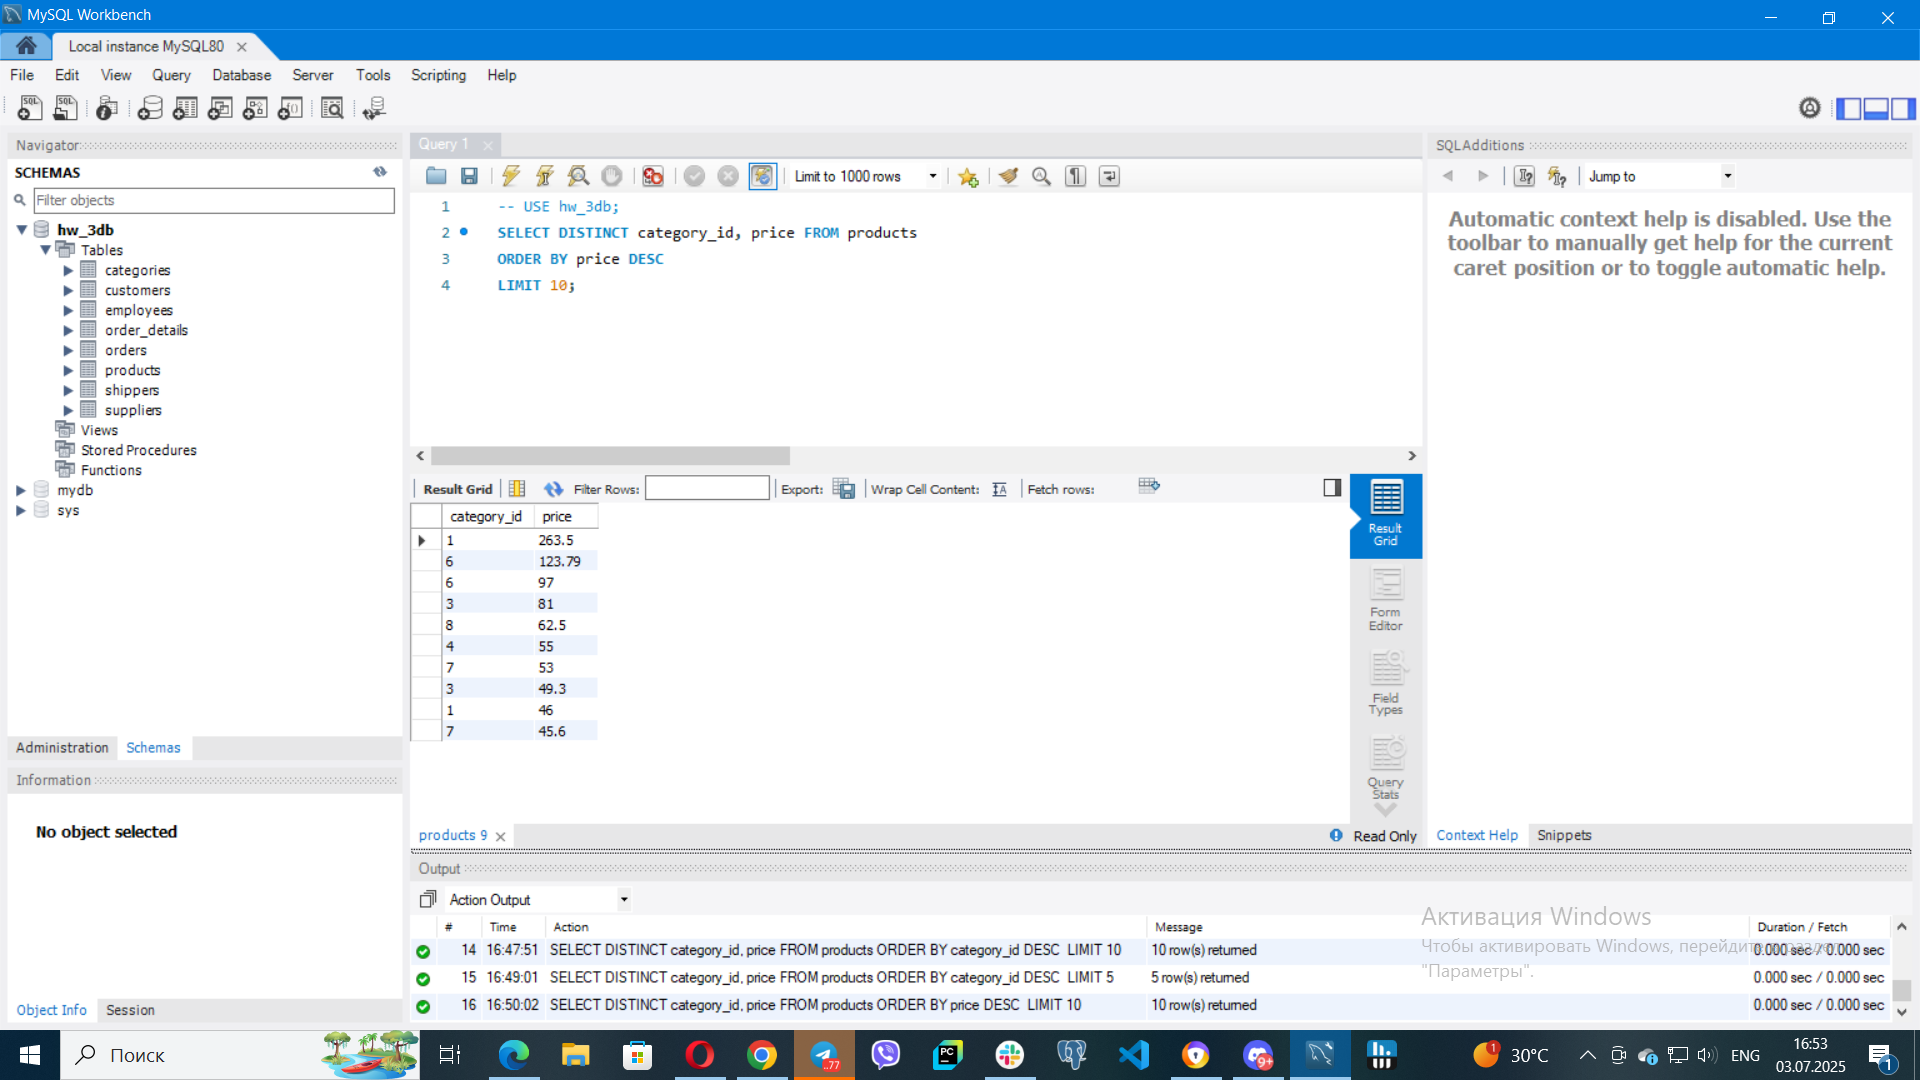 MySQL Workbench
Local instance MySQL80
File Edit View Query Database Server Tools Scripting Help
Navigator
SCHEMAS
Filter objects
hw_3db
Tables
categories
customers
employees
order_details
orders
products
shippers
suppliers
Views
Stored Procedures
Functions
mydb
sys
Administration Schemas
Information
No object selected
Object Info Session
Query 1
Limit to 1000 rows
1 -- USE hw_3db;
2 SELECT DISTINCT category_id, price FROM products
3 ORDER BY price DESC
4 LIMIT 10;
Result Grid Filter Rows: Export: Wrap Cell Content: Fetch rows:
category_id price
1 263.5
6 123.79
6 97
3 81
8 62.5
4 55
7 53
3 49.3
1 46
7 45.6
Result
Grid
Form
Editor
Field
Types
Query
Stats
products 9
Read Only
SQLAdditions
Jump to
Automatic context help is disabled. Use the
toolbar to manually get help for the current
caret position or to toggle automatic help.
Context Help Snippets
Output
Action Output
# Time Action Message Duration / Fetch
14 16:47:51 SELECT DISTINCT category_id, price FROM products ORDER BY category_id DESC LIMIT 10 10 row(s) returned 0.000 sec / 0.000 sec
15 16:49:01 SELECT DISTINCT category_id, price FROM products ORDER BY category_id DESC LIMIT 5 5 row(s) returned 0.000 sec / 0.000 sec
16 16:50:02 SELECT DISTINCT category_id, price FROM products ORDER BY price DESC LIMIT 10 10 row(s) returned 0.000 sec / 0.000 sec
Активация Windows
Чтобы активировать Windows, перейдите в раздел
"Параметры".
Поиск
PC
..77
9+
1
30°C
ENG
16:53
03.07.2025
1